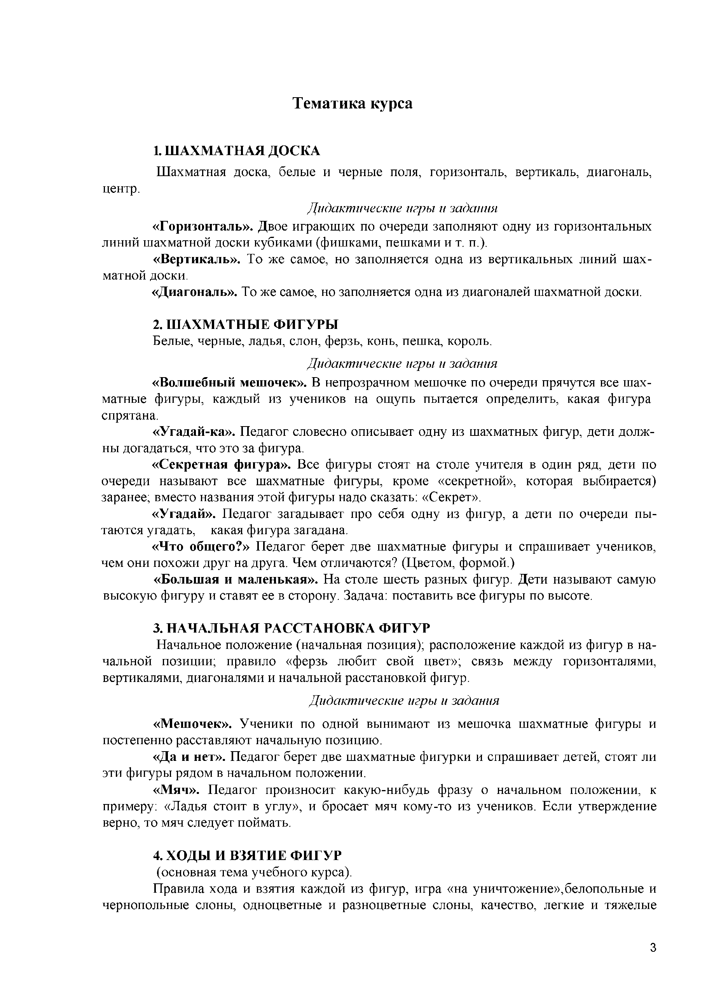 Тематика курса
1. ШАХМАТНАЯ ДОСКА
Шахматная доска, белые и черные поля, горизонталь, вертикаль, диагональ,
центр.
Дидактические игры и задания
«Горизонталь». Двое играющих по очереди заполняют одну из горизонтальных
линий шахматной доски кубиками (фишками, пешками и т. п.).
«Вертикаль». То же самое, но заполняется одна из вертикальных линий шах-
матной доски.
«Диагональ». То же самое, но заполняется одна из диагоналей шахматной доски.
2. ШАХМАТНЫЕ ФИГУРЫ
Белые, черные, ладья, слон, ферзь, конь, пешка, король.
Дидактические игры и задания
«Волшебный мешочек». В непрозрачном мешочке по очереди прячутся все шах-
матные фигуры, каждый из учеников на ощупь пытается определить, какая фигура
спрятана.
«Угадай-ка». Педагог словесно описывает одну из шахматных фигур, дети долж-
ны догадаться, что это за фигура.
«Секретная фигура». Все фигуры стоят на столе учителя в один ряд, дети по
очереди называют все шахматные фигуры, кроме «секретной», которая выбирается)
заранее; вместо названия этой фигуры надо сказать: «Секрет».
«Угадай». Педагог загадывает про себя одну из фигур, а дети по очереди пы-
таются угадать, какая фигура загадана.
«Что общего?» Педагог берет две шахматные фигуры и спрашивает учеников,
чем они похожи друг на друга. Чем отличаются? (Цветом, формой.)
«Большая и маленькая». На столе шесть разных фигур. Дети называют самую
высокую фигуру и ставят ее в сторону. Задача: поставить все фигуры по высоте.
3. НАЧАЛЬНАЯ РАССТАНОВКА ФИГУР
Начальное положение (начальная позиция); расположение каждой из фигур в на-
чальной позиции; правило «ферзь любит свой цвет»; связь между горизонталями,
вертикалями, диагоналями и начальной расстановкой фигур.
Дидактические игры и задания
«Мешочек». Ученики по одной вынимают из мешочка шахматные фигуры и
постепенно расставляют начальную позицию.
«Да и нет». Педагог берет две шахматные фигурки и спрашивает детей, стоят ли
эти фигуры рядом в начальном положении.
«Мяч». Педагог произносит какую-нибудь фразу о начальном положении, к
примеру: «Ладья стоит в углу», и бросает мяч кому-то из учеников. Если утверждение
верно, то мяч следует поймать.
4. ХОДЫ И ВЗЯТИЕ ФИГУР
(основная тема учебного курса).
Правила хода и взятия каждой из фигур, игра «на уничтожение»,белопольные и
чернопольные слоны, одноцветные и разноцветные слоны, качество, легкие и тяжелые
3